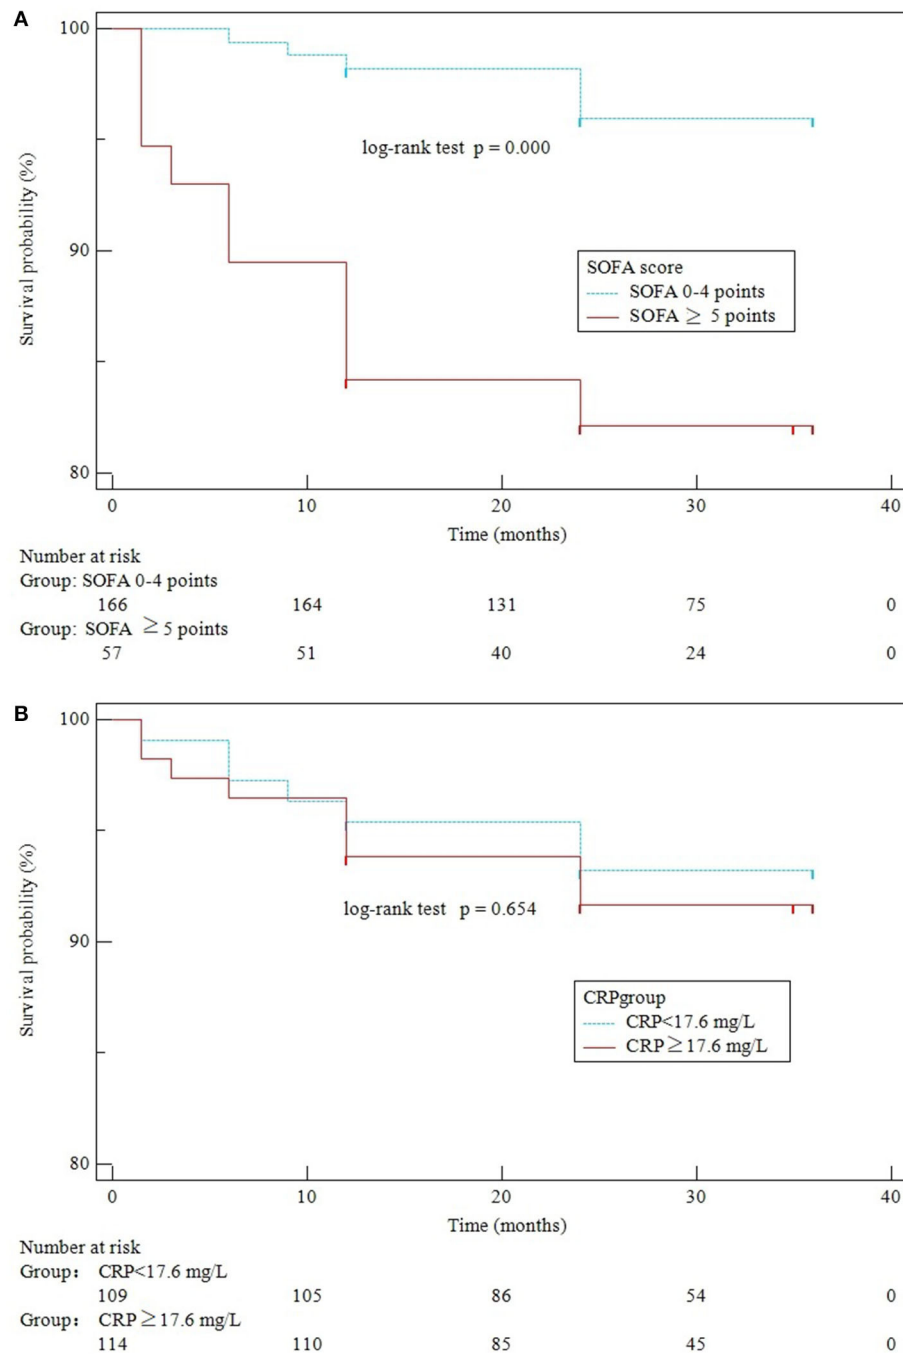 A
100
90
80
Survival probability (%)
log-rank test p = 0.000
SOFA score
SOFA 0-4 points
SOFA ≥ 5 points
0 10 20 30 40
Time (months)
Number at risk
Group: SOFA 0-4 points
166 164 131 75 0
Group: SOFA ≥ 5 points
57 51 40 24 0
B
100
90
80
Survival probability (%)
log-rank test p = 0.654
CRPgroup
CRP<17.6 mg/L
CRP≥17.6 mg/L
0 10 20 30 40
Time (months)
Number at risk
Group: CRP<17.6 mg/L
109 105 86 54 0
Group: CRP≥17.6 mg/L
114 110 85 45 0